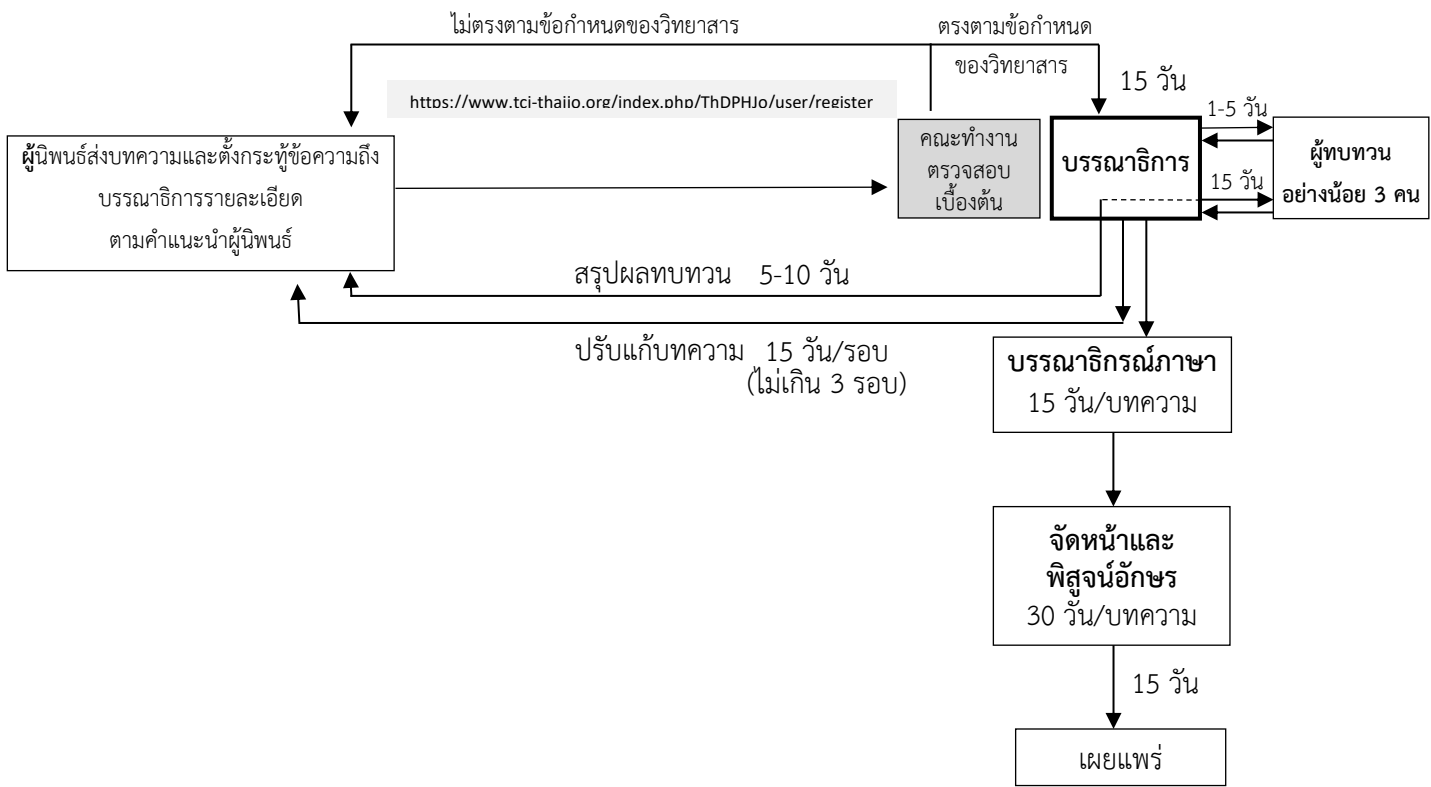 ไม่ตรงตามข้อกำหนดของวิทยาสาร
ตรงตามข้อกำหนด
ของวิทยาสาร
15 วัน
https://www.tci-thaijo.org/index.php/ThDPHJo/user/register
1-5 วัน
ผู้นิพนธ์ส่งบทความและตั้งกระทู้ข้อความถึง
บรรณาธิการรายละเอียด
ตามคำแนะนำผู้นิพนธ์
คณะทำงาน
ตรวจสอบ
เบื้องต้น
บรรณาธิการ
ผู้ทบทวน
อย่างน้อย 3 คน
15 วัน
สรุปผลทบทวน 5-10 วัน
ปรับแก้บทความ 15 วัน/รอบ
(ไม่เกิน 3 รอบ)
บรรณาธิกรณ์ภาษา
15 วัน/บทความ
จัดหน้าและ
พิสูจน์อักษร
30 วัน/บทความ
15 วัน
เผยแพร่